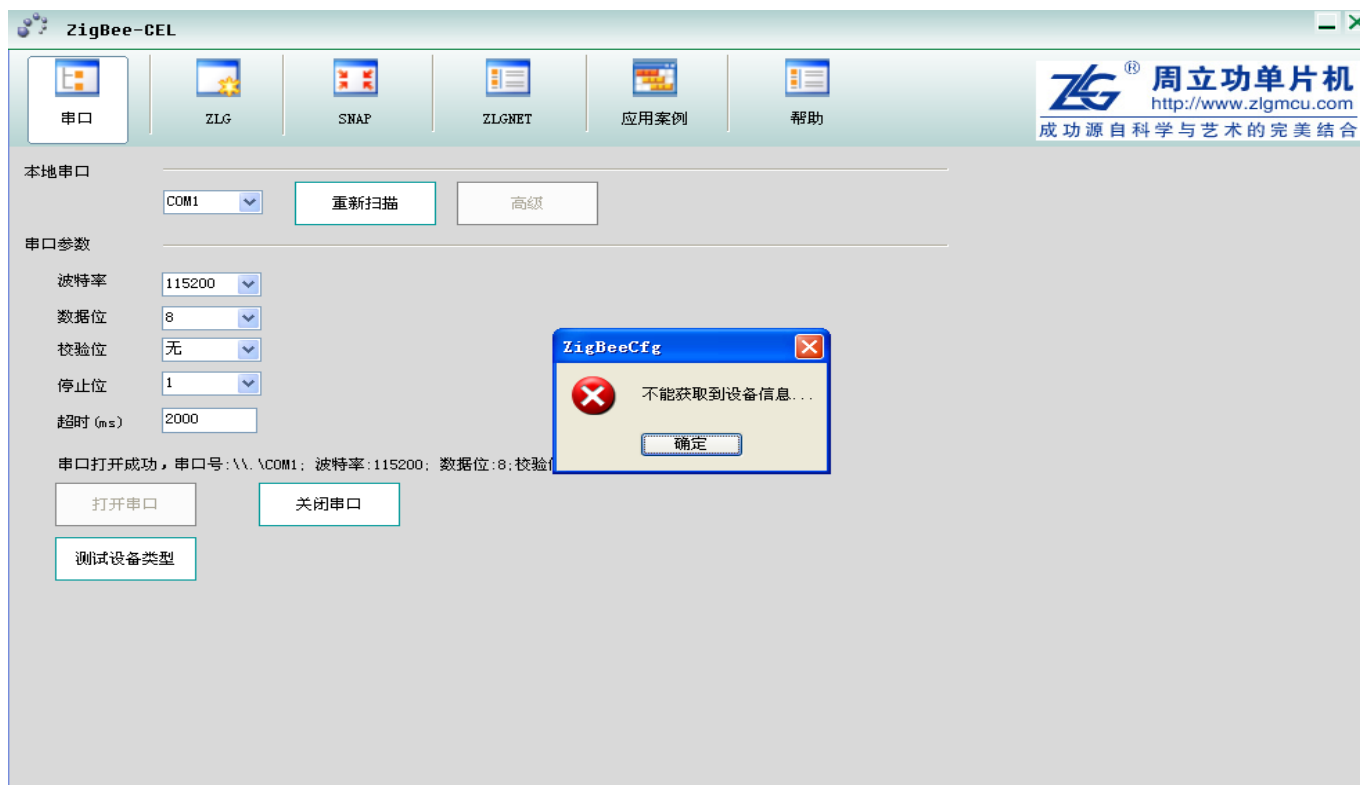 ZigBee-CEL
串口
ZLG
SNAP
ZLGNET
应用案例
帮助
ZLG® 周立功单片机
http://www.zlgmcu.com
成功源自科学与艺术的完美结合
本地串口
COM1
重新扫描
高级
串口参数
波特率
115200
数据位
8
校验位
无
停止位
1
超时(ms)
2000
串口打开成功，串口号:\\.\COM1; 波特率:115200; 数据位:8;校验
打开串口
关闭串口
测试设备类型
ZigBeeCfg
不能获取到设备信息...
确定